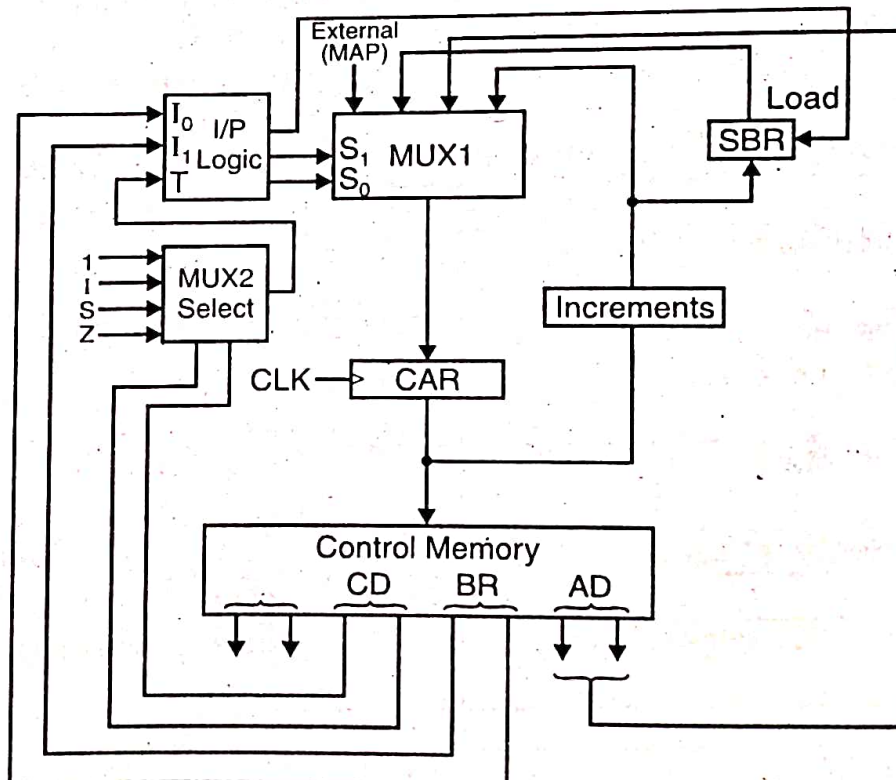 External
(MAP)
Load
I0 I/P
I1 Logic
T
S1 MUX1
S0
SBR
1
I
S
Z
MUX2
Select
Increments
CLK
CAR
Control Memory
CD BR AD